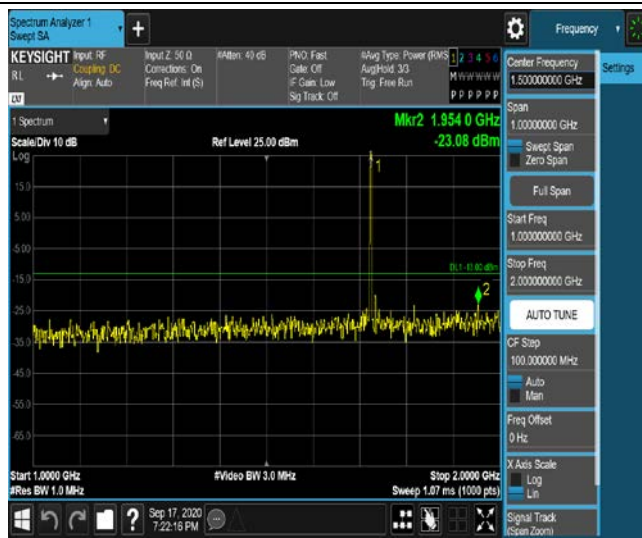 Spectrum Analyzer 1
Swept SA
+
Frequency
KEYSIGHT
RL
Input: RF
Coupling: DC
Align: Auto
Input Z: 50 Ω
Corrections: On
Freq Ref: Int (S)
#Atten: 40 dB
PNO: Fast
Gate: Off
IF Gain: Low
Sig Track: Off
#Avg Type: Power (RMS
Avg|Hold: 3/3
Trig: Free Run
1 2 3 4 5 6
M W W W W W
P P P P P P
LXI
1 Spectrum
Scale/Div 10 dB
Log
Ref Level 25.00 dBm
Mkr2 1.954 0 GHz
-23.08 dBm
15.0
5.00
-5.00
-15.0
-25.0
-35.0
-45.0
-55.0
-65.0
1
DL1 -13.00 dBm
2
Start 1.0000 GHz
#Res BW 1.0 MHz
#Video BW 3.0 MHz
Stop 2.0000 GHz
Sweep 1.07 ms (1000 pts)
Sep 17, 2020
7:22:16 PM
?
Center Frequency
1.500000000 GHz
Span
1.00000000 GHz
Swept Span
Zero Span
Full Span
Start Freq
1.000000000 GHz
Stop Freq
2.000000000 GHz
AUTO TUNE
CF Step
100.000000 MHz
Auto
Man
Freq Offset
0 Hz
X Axis Scale
Log
Lin
Signal Track
(Span Zoom)
Settings